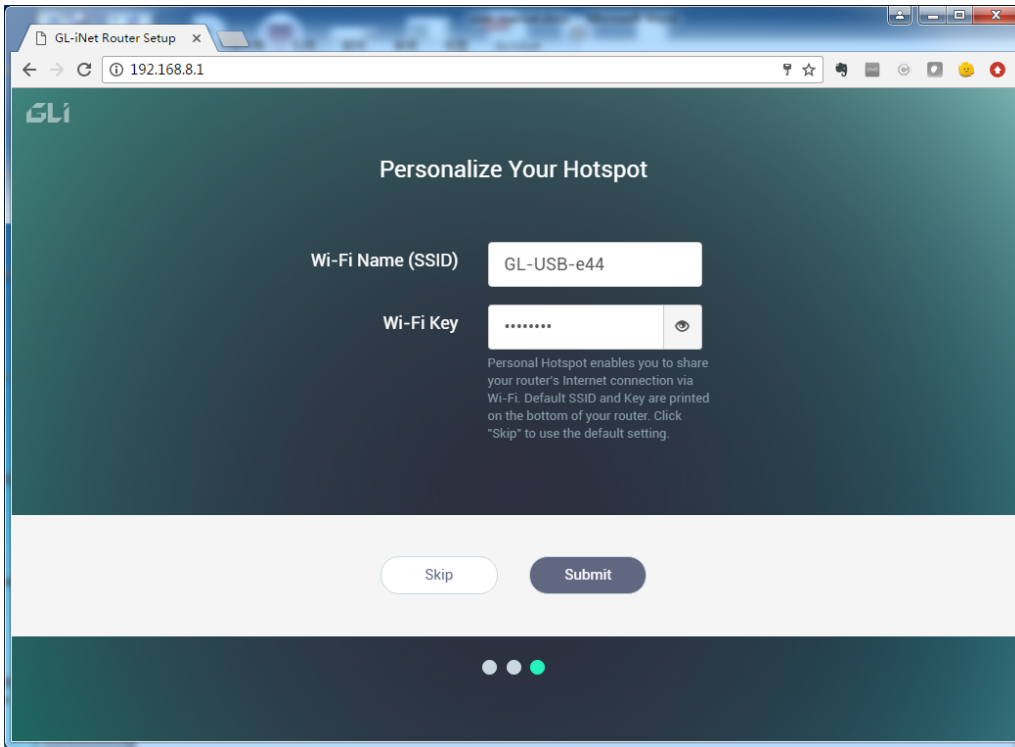 GL-iNet Router Setup
192.168.8.1
GLi
Personalize Your Hotspot
Wi-Fi Name (SSID)
GL-USB-e44
Wi-Fi Key
••••••••
Personal Hotspot enables you to share
your router's Internet connection via
Wi-Fi. Default SSID and Key are printed
on the bottom of your router. Click
"Skip" to use the default setting.
Skip
Submit